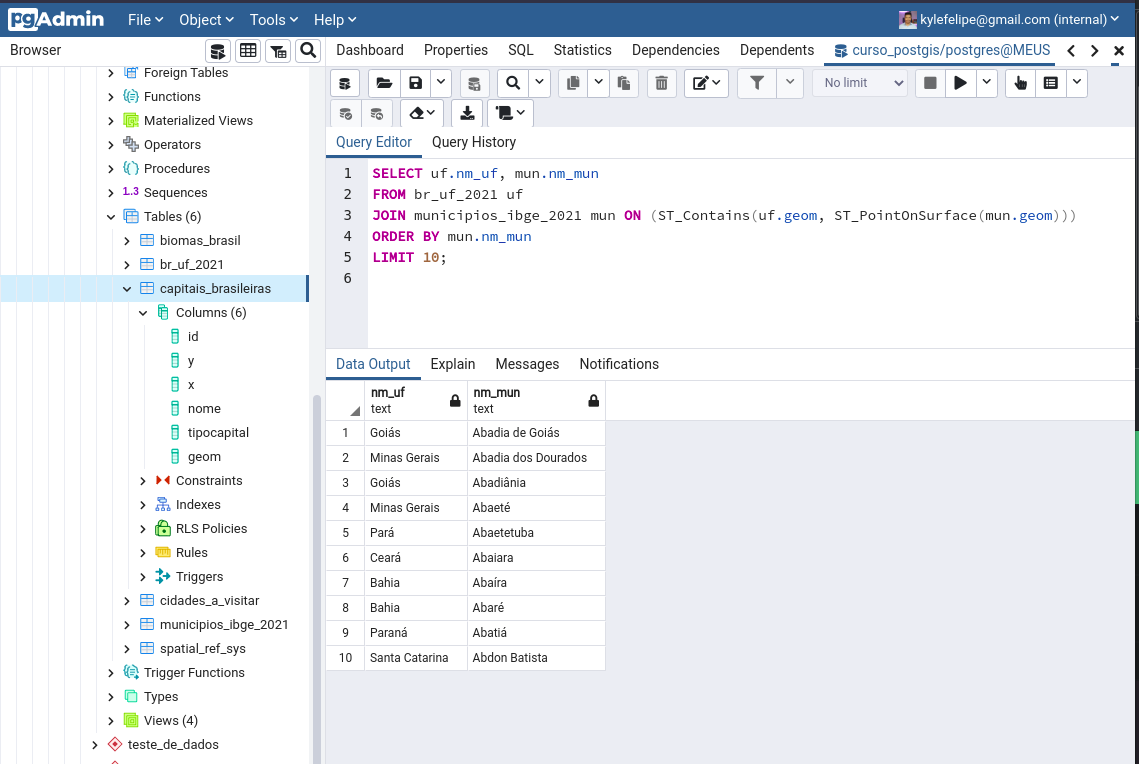 pgAdmin File Object Tools Help kylefelipe@gmail.com (internal)
Browser
Dashboard Properties SQL Statistics Dependencies Dependents curso_postgis/postgres@MEUS
Foreign Tables
Functions
Materialized Views
Operators
Procedures
1.3 Sequences
Tables (6)
biomas_brasil
br_uf_2021
capitais_brasileiras
Columns (6)
id
y
x
nome
tipocapital
geom
Constraints
Indexes
RLS Policies
Rules
Triggers
cidades_a_visitar
municipios_ibge_2021
spatial_ref_sys
Trigger Functions
Types
Views (4)
teste_de_dados
No limit
Query Editor Query History
1 SELECT uf.nm_uf, mun.nm_mun
2 FROM br_uf_2021 uf
3 JOIN municipios_ibge_2021 mun ON (ST_Contains(uf.geom, ST_PointOnSurface(mun.geom)))
4 ORDER BY mun.nm_mun
5 LIMIT 10;
6
Data Output Explain Messages Notifications
nm_uf nm_mun
text text
1 Goiás Abadia de Goiás
2 Minas Gerais Abadia dos Dourados
3 Goiás Abadiânia
4 Minas Gerais Abaeté
5 Pará Abaetetuba
6 Ceará Abaiara
7 Bahia Abaíra
8 Bahia Abaré
9 Paraná Abatiá
10 Santa Catarina Abdon Batista